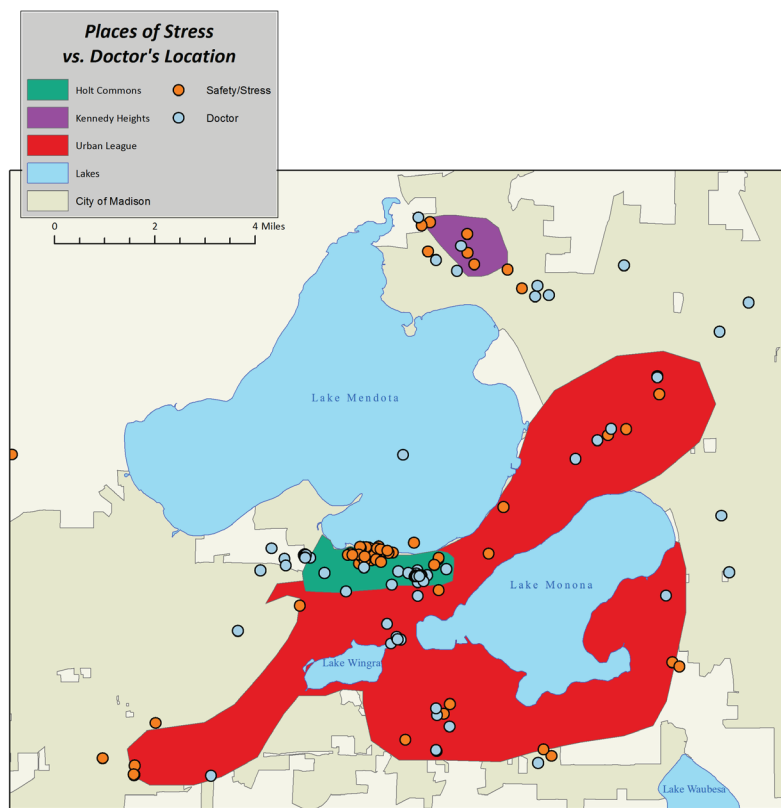 Places of Stress
vs. Doctor's Location
Holt Commons
Kennedy Heights
Urban League
Lakes
City of Madison
Safety/Stress
Doctor
0 2 4 Miles
Lake Mendota
Lake Monona
Lake Wingra
Lake Waubesa